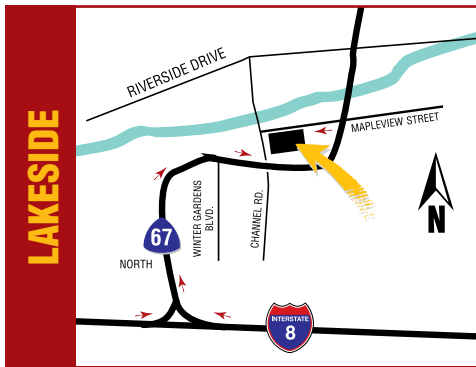 LAKESIDE
RIVERSIDE DRIVE
MAPLEVIEW STREET
WINTER GARDENS
BLVD.
CHANNEL RD.
67
NORTH
N
INTERSTATE
8